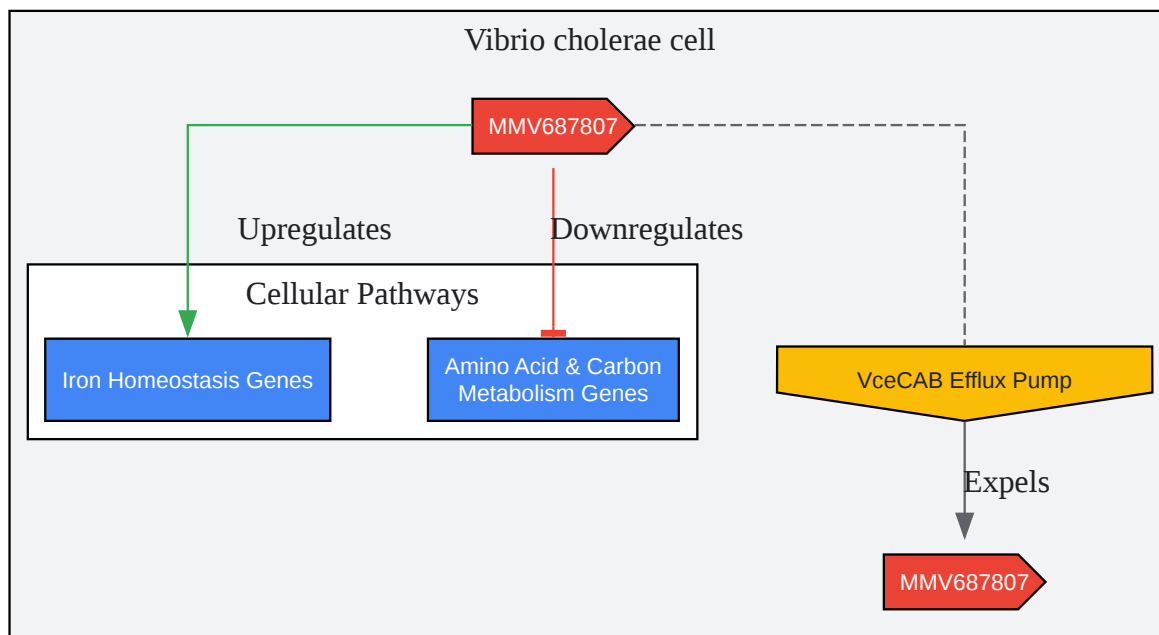 Vibrio cholerae cell
MMV687807
Upregulates
Downregulates
Cellular Pathways
Iron Homeostasis Genes
Amino Acid & Carbon
Metabolism Genes
VceCAB Efflux Pump
Expels
MMV687807